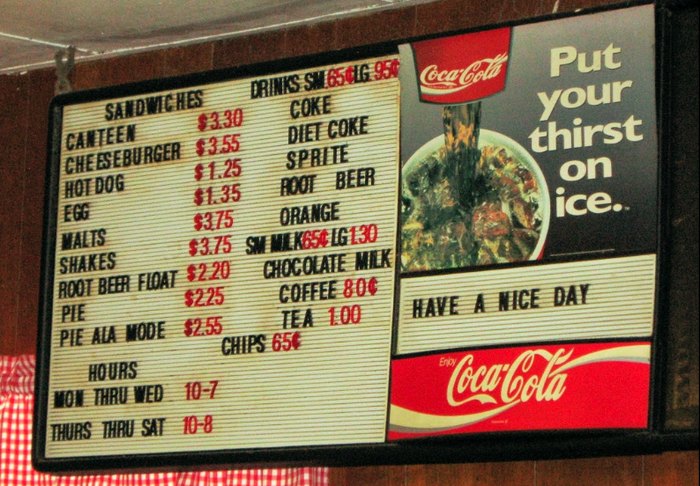 SANDWICHES
CANTEEN $3.30
CHEESEBURGER $3.55
HOT DOG $1.25
EGG $1.35
MALTS $3.75
SHAKES $3.75
ROOT BEER FLOAT $2.20
PIE $2.25
PIE ALA MODE $2.55
HOURS
MON THRU WED 10-7
THURS THRU SAT 10-8
DRINKS SM 65¢ LG 95¢
COKE
DIET COKE
SPRITE
ROOT BEER
ORANGE
SM MILK 65¢ LG 1.30
CHOCOLATE MILK
COFFEE 80¢
TEA 1.00
CHIPS 65¢
Coca-Cola
Put
your
thirst
on
ice.
HAVE A NICE DAY
Enjoy
Coca-Cola